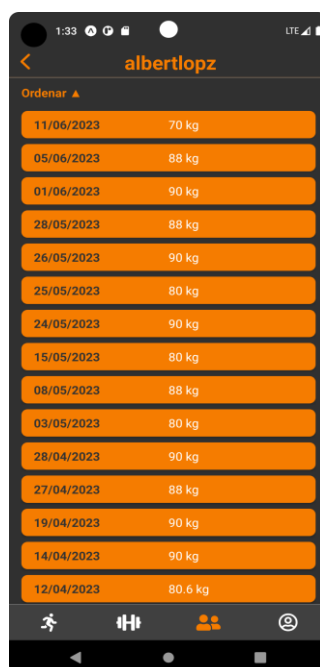 1:33 LTE
albertlopz
Ordenar ▲
11/06/2023 70 kg
05/06/2023 88 kg
01/06/2023 90 kg
28/05/2023 88 kg
26/05/2023 90 kg
25/05/2023 80 kg
24/05/2023 90 kg
15/05/2023 80 kg
08/05/2023 88 kg
03/05/2023 80 kg
28/04/2023 90 kg
27/04/2023 88 kg
19/04/2023 90 kg
14/04/2023 90 kg
12/04/2023 80.6 kg